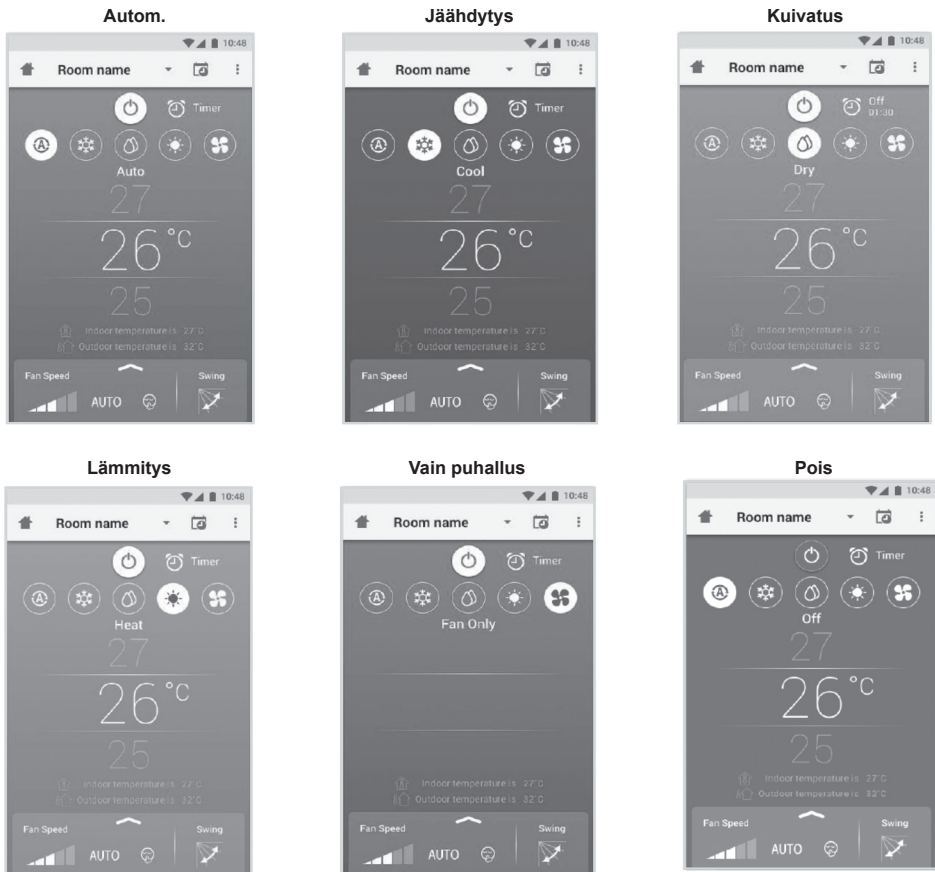 Autom.
10:48
Room name
Timer
Auto
27
26°C
25
Indoor temperature is 27°C
Outdoor temperature is 32°C
Fan Speed
Swing
AUTO
Jäähdytys
10:48
Room name
Timer
Cool
27
26°C
25
Indoor temperature is 27°C
Outdoor temperature is 32°C
Fan Speed
Swing
AUTO
Kuivatus
10:48
Room name
Off
01:30
Dry
27
26°C
25
Indoor temperature is 27°C
Outdoor temperature is 32°C
Fan Speed
Swing
AUTO
Lämmitys
10:48
Room name
Timer
Heat
27
26°C
25
Indoor temperature is 27°C
Outdoor temperature is 32°C
Fan Speed
Swing
AUTO
Vain puhallus
10:48
Room name
Timer
Fan Only
Indoor temperature is 27°C
Outdoor temperature is 32°C
Fan Speed
Swing
AUTO
Pois
10:48
Room name
Timer
Off
27
26°C
25
Indoor temperature is 27°C
Outdoor temperature is 32°C
Fan Speed
Swing
AUTO